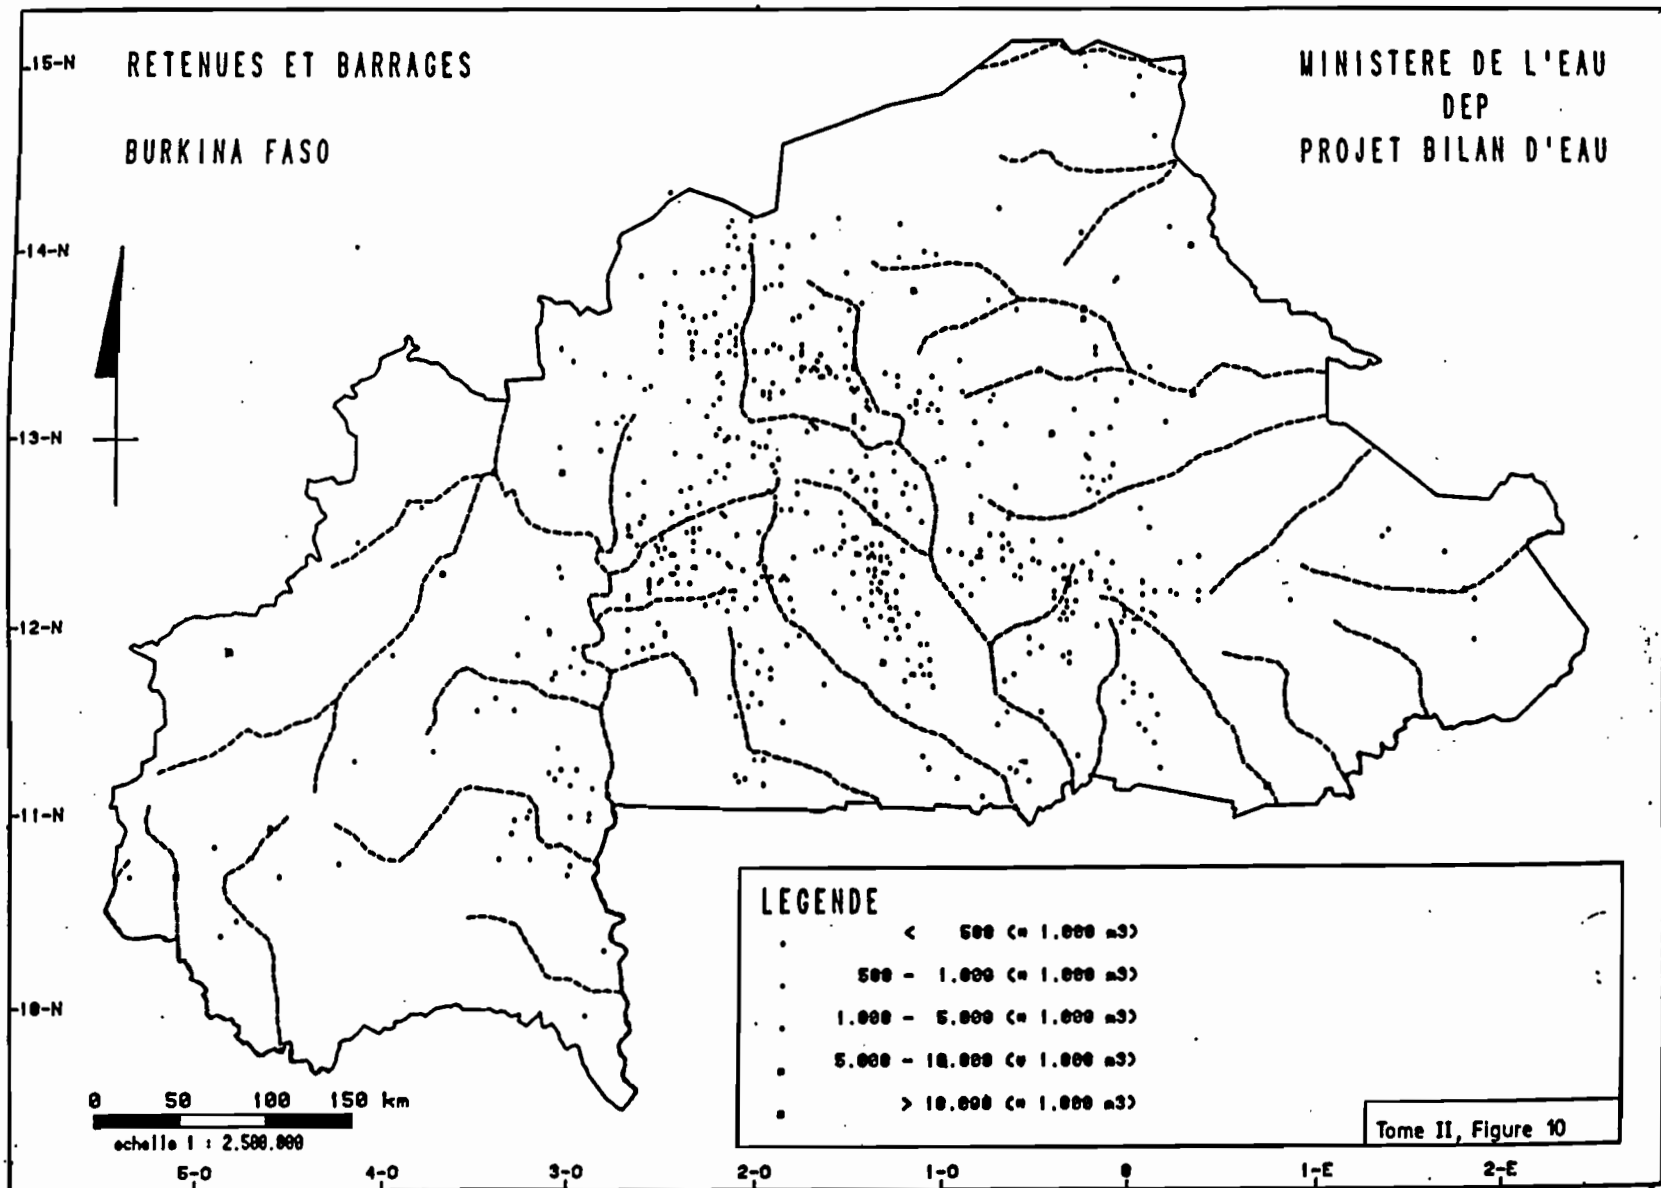 RETENUES ET BARRAGES
BURKINA FASO
MINISTERE DE L'EAU
DEP
PROJET BILAN D'EAU
15-N
14-N
13-N
12-N
11-N
10-N
LEGENDE
< 500 (* 1.000 m3)
500 - 1.000 (* 1.000 m3)
1.000 - 5.000 (* 1.000 m3)
5.000 - 10.000 (* 1.000 m3)
> 10.000 (* 1.000 m3)
Tome II, Figure 10
0 50 100 150 km
echelle 1 : 2.500.000
5-O 4-O 3-O 2-O 1-O 0 1-E 2-E